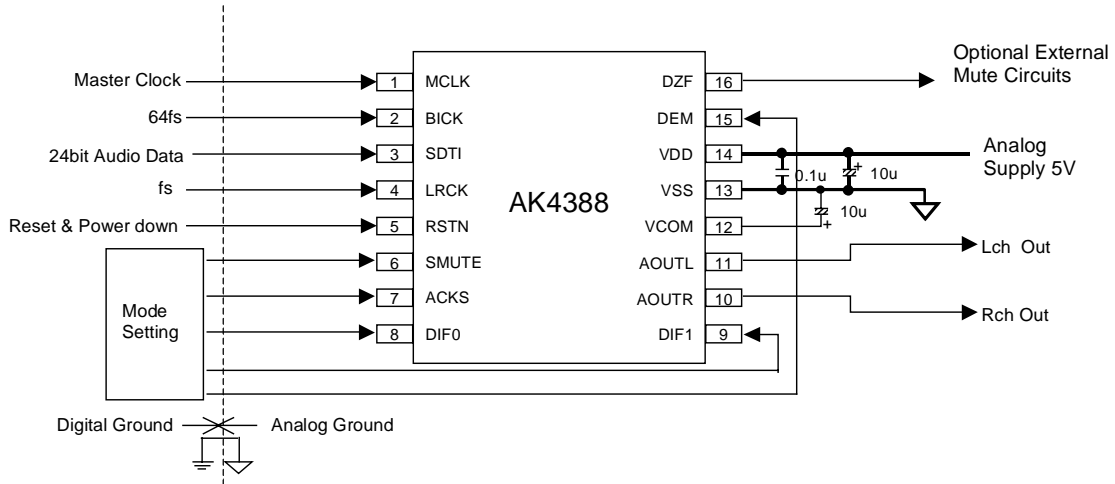 Optional External
Mute Circuits
Master Clock 1 MCLK DZF 16
64fs 2 BICK DEM 15
24bit Audio Data 3 SDTI VDD 14
Analog
Supply 5V
0.1u + 10u
fs 4 LRCK VSS 13
AK4388
10u
+
Reset & Power down 5 RSTN VCOM 12
6 SMUTE AOUTL 11 Lch Out
7 ACKS AOUTR 10 Rch Out
Mode
Setting
8 DIF0 DIF1 9
Digital Ground Analog Ground